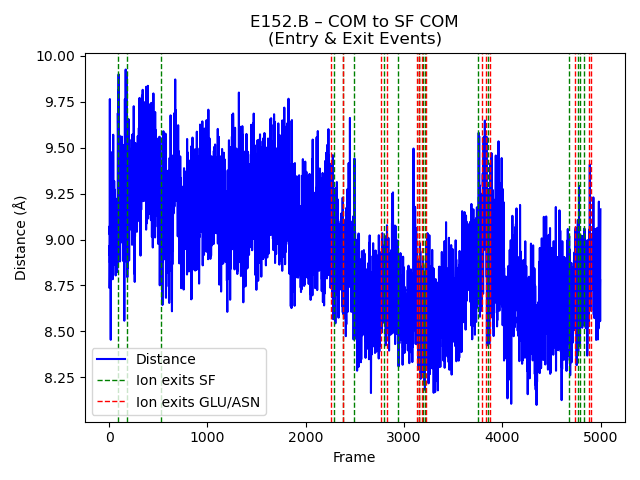 E152.B – COM to SF COM
(Entry & Exit Events)
10.00
9.75
9.50
9.25
9.00
8.75
8.50
8.25
Distance (Å)
Distance
Ion exits SF
Ion exits GLU/ASN
0
1000
2000
3000
4000
5000
Frame